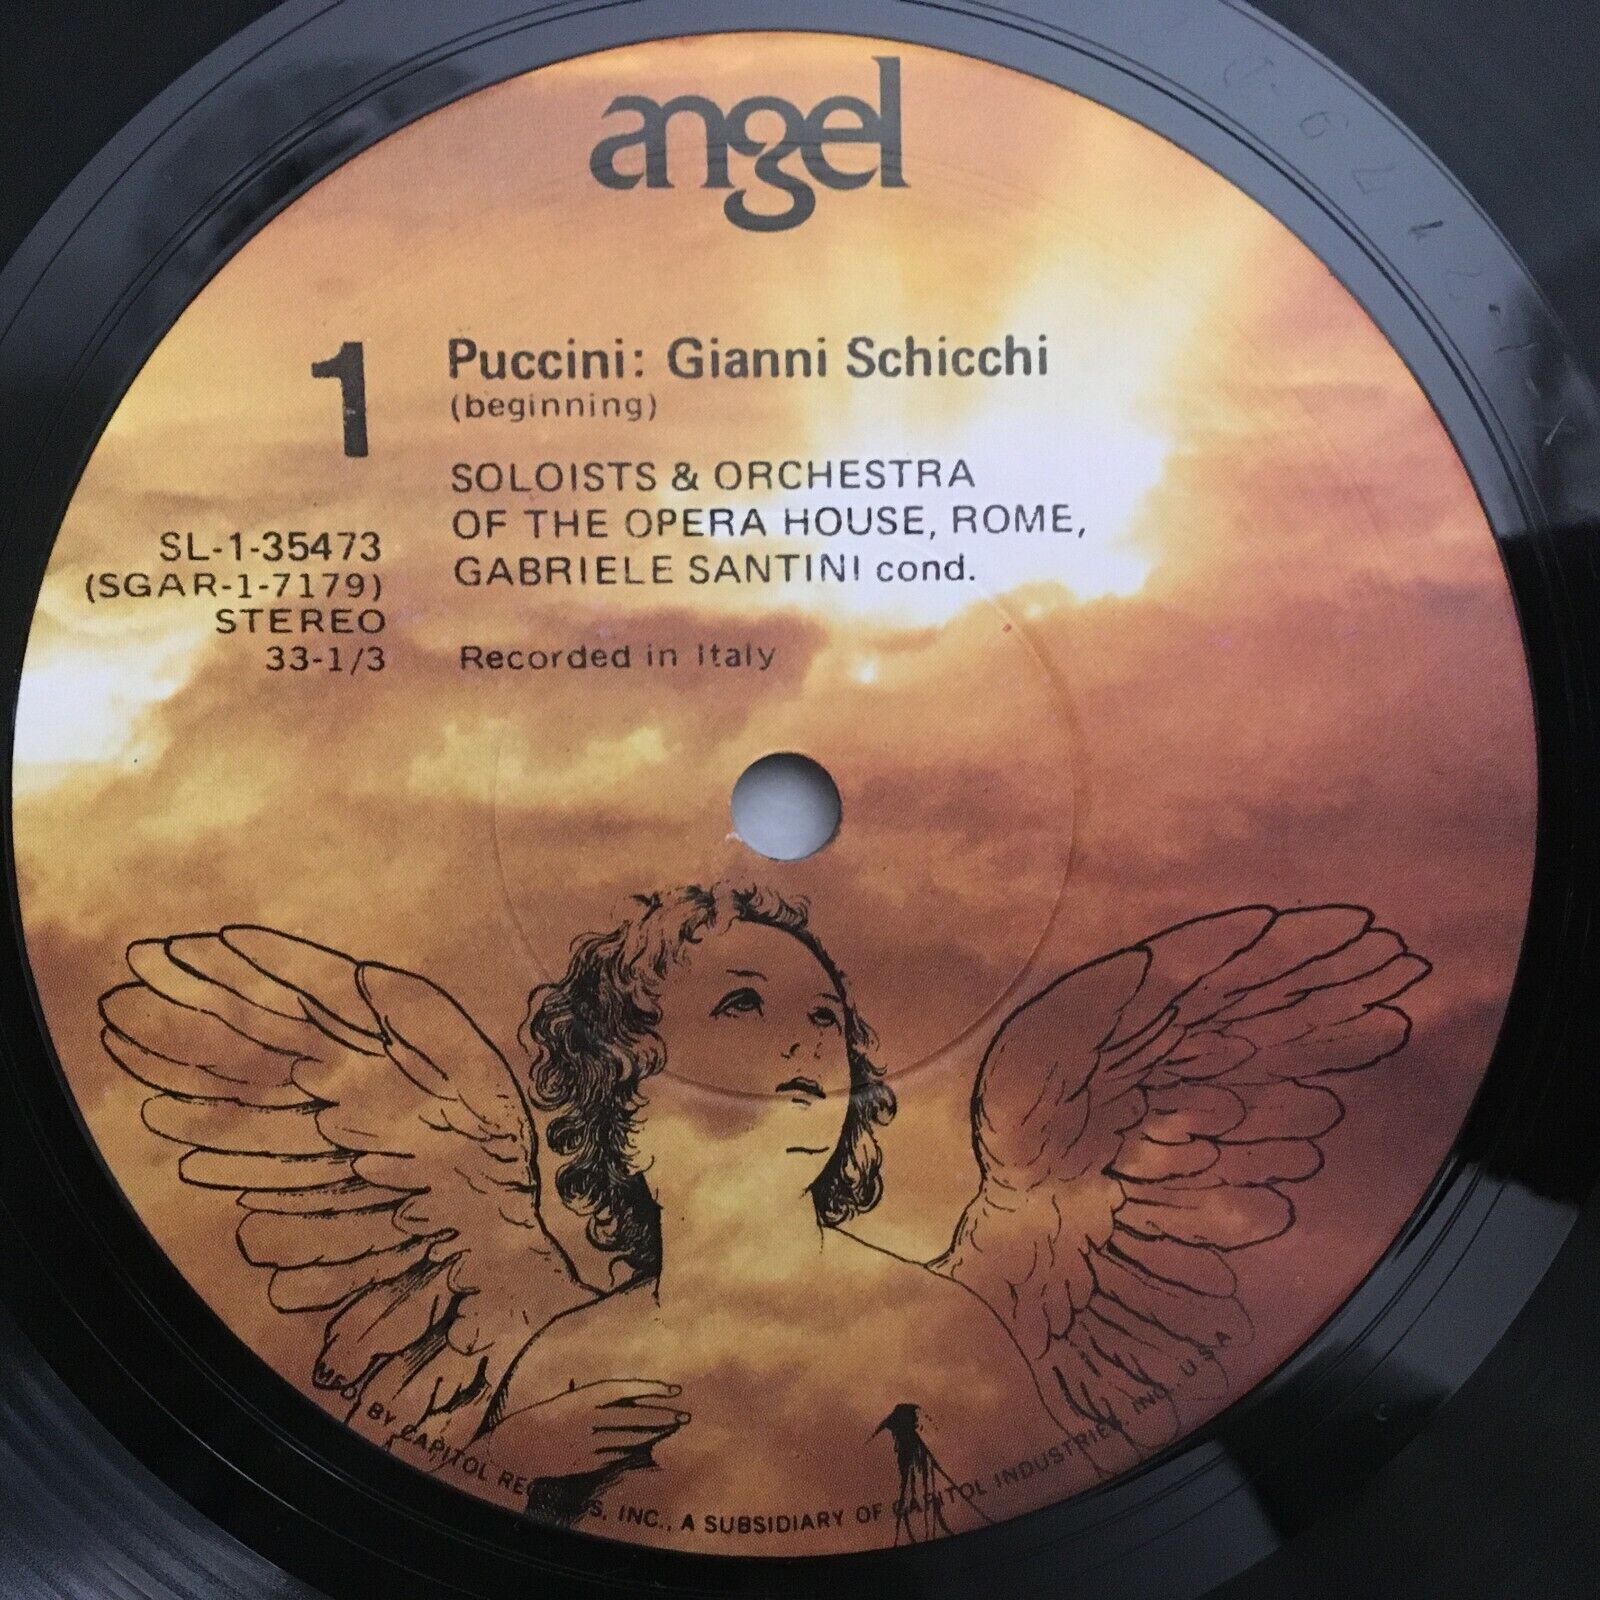 angel
1
Puccini: Gianni Schicchi
(beginning)
SOLOISTS & ORCHESTRA
OF THE OPERA HOUSE, ROME,
GABRIELE SANTINI cond.
SL-1-35473
(SGAR-1-7179)
STEREO
33-1/3
Recorded in Italy
MFD. BY CAPITOL RECORDS, INC., A SUBSIDIARY OF CAPITOL INDUSTRIES, INC., U.S.A.